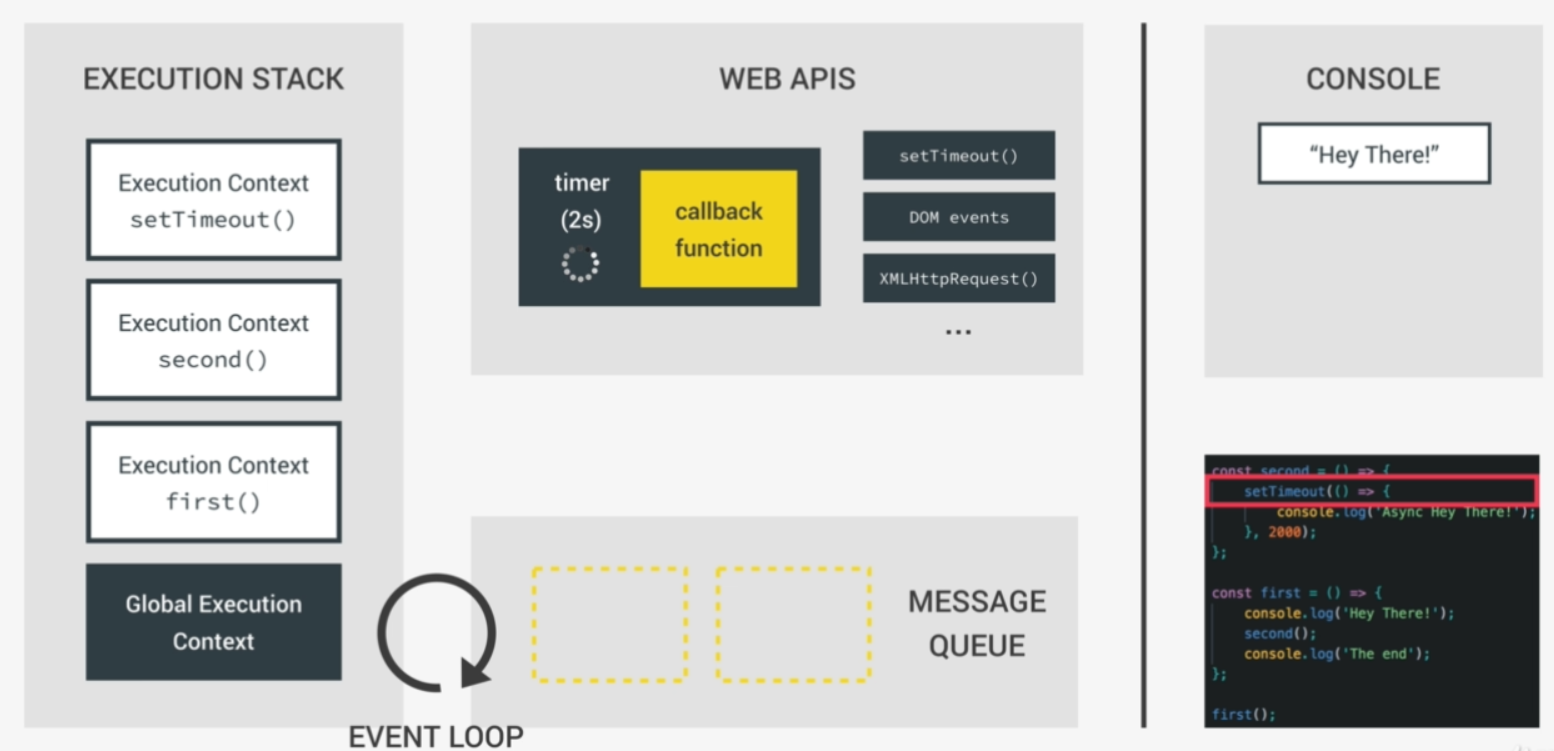 EXECUTION STACK
Execution Context
setTimeout()
Execution Context
second()
Execution Context
first()
Global Execution
Context
EVENT LOOP
WEB APIS
timer
(2s)
callback
function
setTimeout()
DOM events
XMLHttpRequest()
...
MESSAGE
QUEUE
CONSOLE
“Hey There!”
const second = () => {
setTimeout(() => {
console.log('Async Hey There!');
}, 2000);
};
const first = () => {
console.log('Hey There!');
second();
console.log('The end');
};
first();